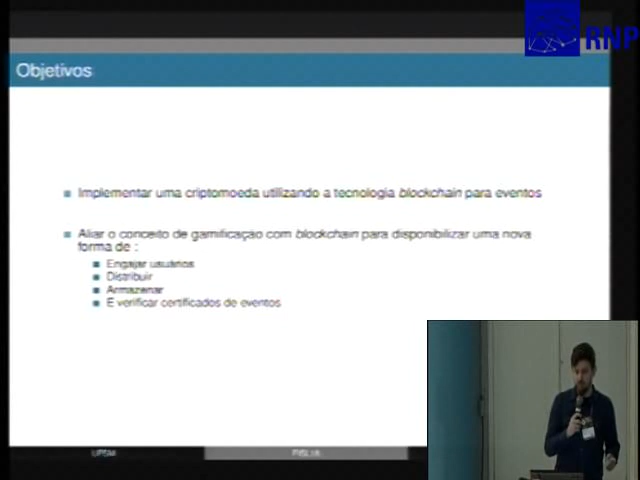 RNP
Objetivos
Implementar uma criptomoeda utilizando a tecnologia blockchain para eventos
Aliar o conceito de gamificação com blockchain para disponibilizar uma nova
forma de :
Engajar usuários
Distribuir
Armazenar
E verificar certificados de eventos
UFSM